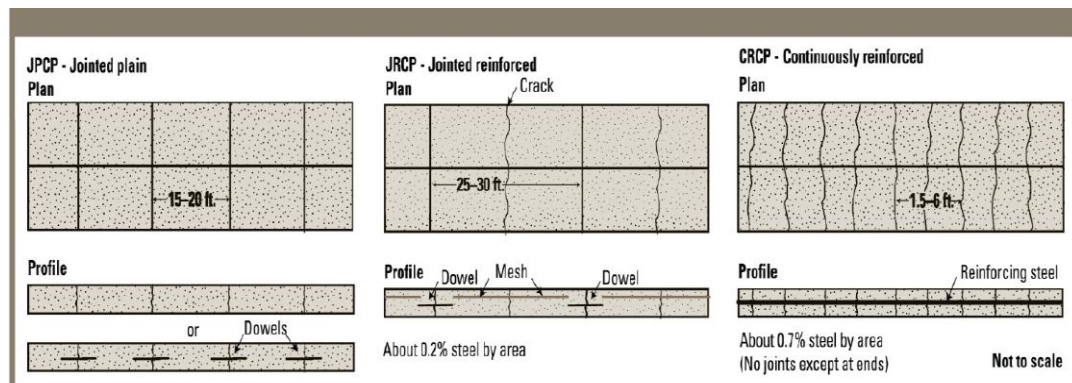 JPCP - Jointed plain
Plan
15–20 ft.
Profile
or
Dowels
JRCP - Jointed reinforced
Plan
Crack
25–30 ft.
Profile
Dowel
Mesh
Dowel
About 0.2% steel by area
CRCP - Continuously reinforced
Plan
1.5–6 ft.
Profile
Reinforcing steel
About 0.7% steel by area
(No joints except at ends)
Not to scale